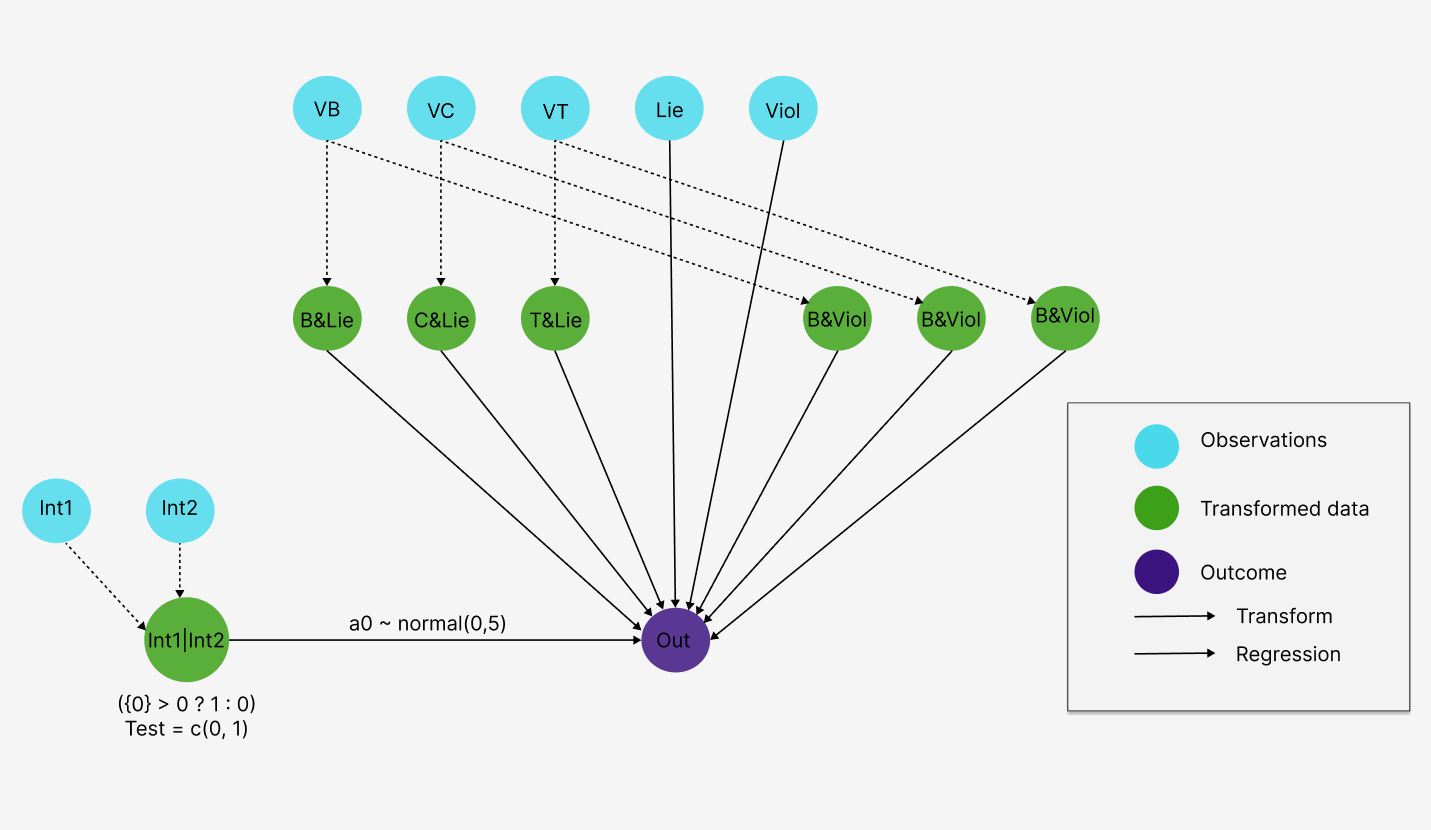 VB
VC
VT
Lie
Viol
B&Lie
C&Lie
T&Lie
B&Viol
B&Viol
B&Viol
Observations
Transformed data
Outcome
Transform
Regression
Int1
Int2
Int1|Int2
a0 ~ normal(0,5)
Out
({0} > 0 ? 1 : 0)
Test = c(0, 1)